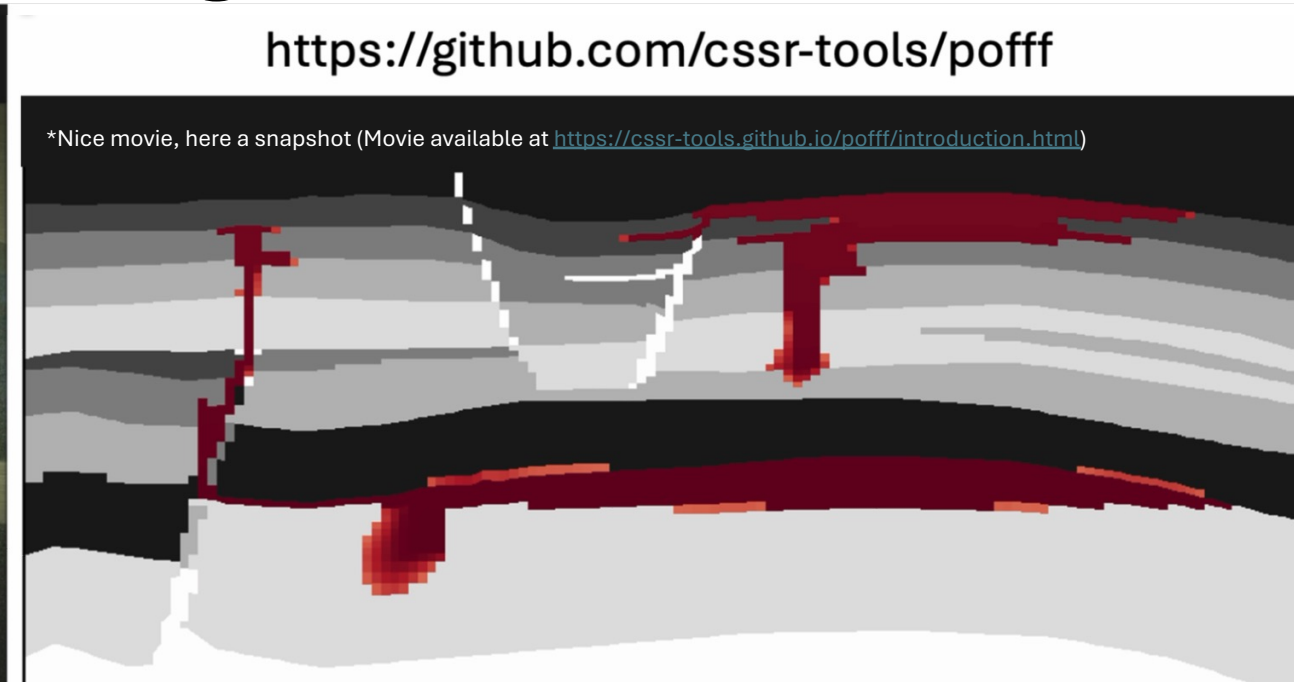 https://github.com/cssr-tools/pofff
*Nice movie, here a snapshot (Movie available at https://cssr-tools.github.io/pofff/introduction.html)